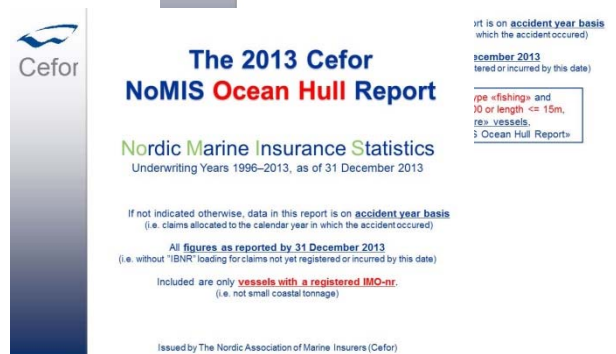 Cefor
The 2013 Cefor
NoMIS Ocean Hull Report
Nordic Marine Insurance Statistics
Underwriting Years 1996–2013, as of 31 December 2013
If not indicated otherwise, data in this report is on accident year basis
(i.e. claims allocated to the calendar year in which the accident occured)
All figures as reported by 31 December 2013
(i.e. without "IBNR" loading for claims not yet registered or incurred by this date)
Included are only vessels with a registered IMO-nr.
(i.e. not small coastal tonnage)
Issued by The Nordic Association of Marine Insurers (Cefor)
is on accident year basis
which the accident occured)
2013
or incurred by this date)
«fishing» and
or length <= 15m,
vessels,
Ocean Hull Report»